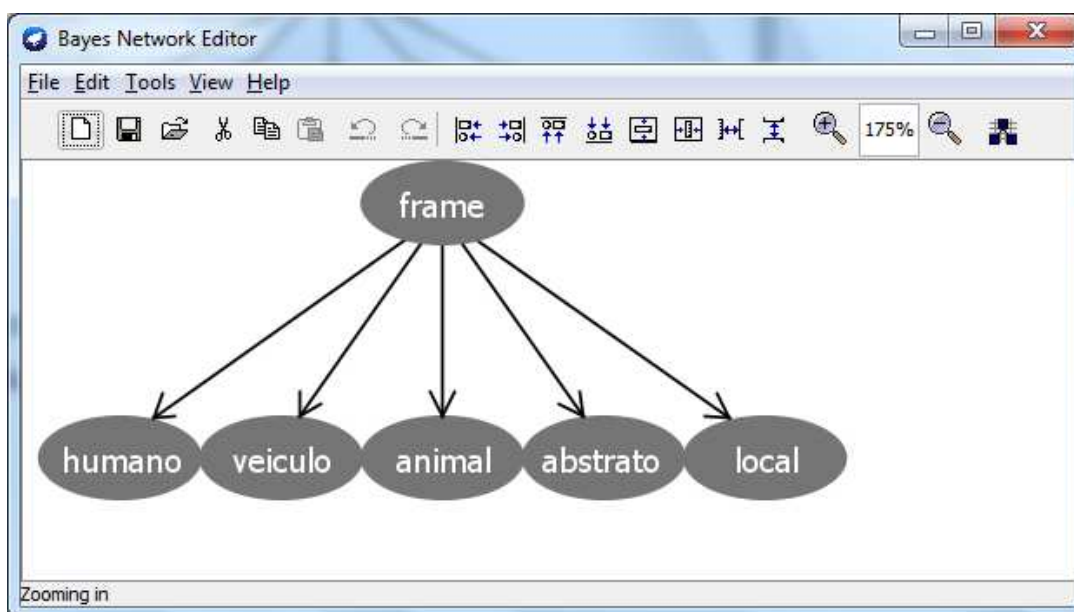 Bayes Network Editor
File Edit Tools View Help
175%
frame
humano veiculo animal abstrato local
Zooming in